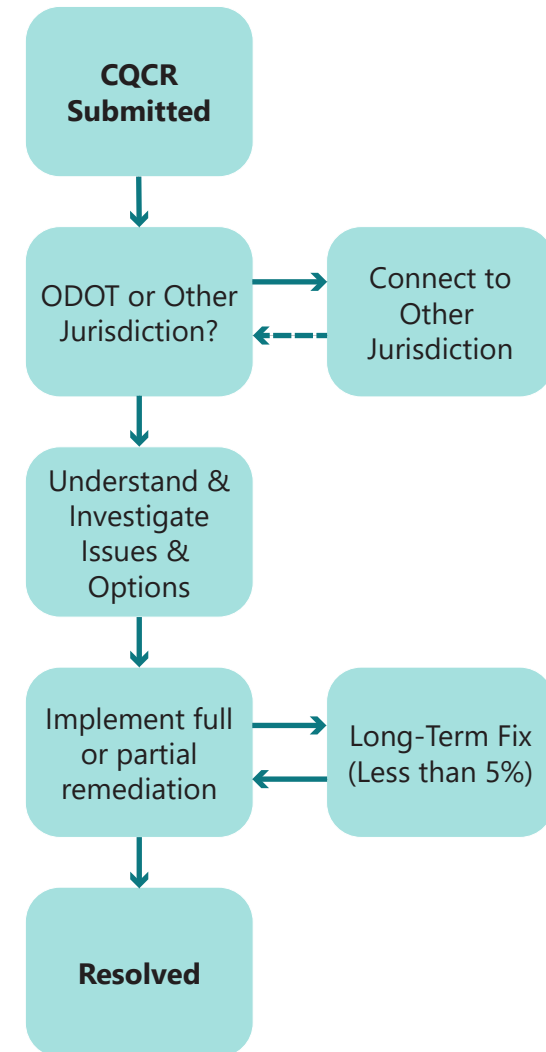 CQCR
Submitted
ODOT or Other
Jurisdiction?
Connect to
Other
Jurisdiction
Understand &
Investigate
Issues &
Options
Implement full
or partial
remediation
Long-Term Fix
(Less than 5%)
Resolved